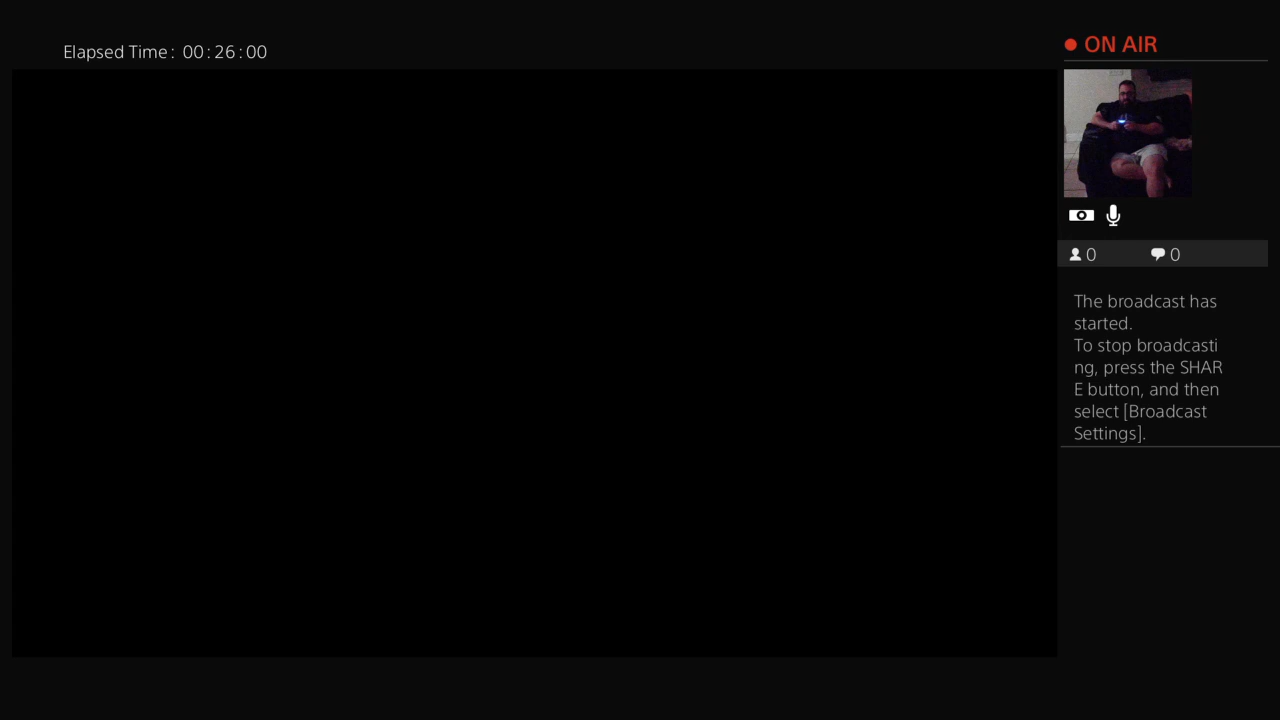 Elapsed Time: 00:26:00
ON AIR
0 0
The broadcast has
started.
To stop broadcasti
ng, press the SHAR
E button, and then
select [Broadcast
Settings].